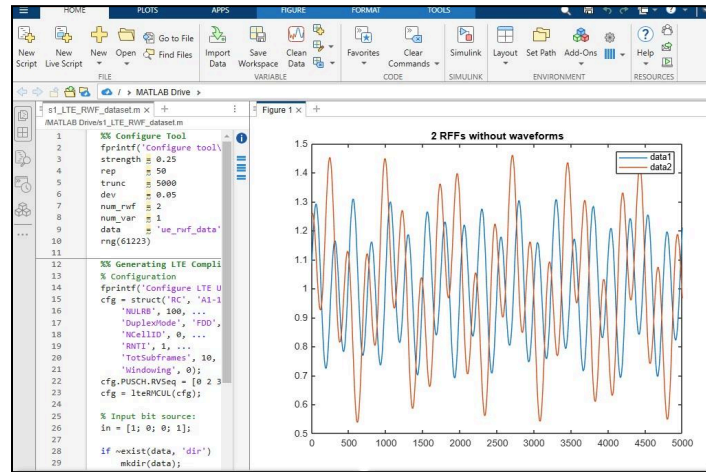 HOME PLOTS APPS FIGURE FORMAT TOOLS
New Script
New Live Script
New
Open
Go to File
Find Files
Import Data
Save Workspace
Clean Data
Favorites
Clear Commands
Simulink
Layout
Set Path
Add-Ons
Help
FILE VARIABLE CODE SIMULINK ENVIRONMENT RESOURCES
/ > MATLAB Drive >
s1_LTE_RWF_dataset.m × +
/MATLAB Drive/s1_LTE_RWF_dataset.m
1 %% Configure Tool
2 fprintf('Configure tool\
3 strength = 0.25
4 rep = 50
5 trunc = 5000
6 dev = 0.05
7 num_rwf = 2
8 num_var = 1
9 data = 'ue_rwf_data'
10 rng(61223)
11
12 %% Generating LTE Compli
13 % Configuration
14 fprintf('Configure LTE U
15 cfg = struct('RC', 'A1-1
16 'NULRB', 100, ...
17 'DuplexMode', 'FDD',
18 'NCellID', 0, ...
19 'RNTI', 1, ...
20 'TotSubframes', 10,
21 'Windowing', 0);
22 cfg.PUSCH.RVSeq = [0 2 3
23 cfg = lteRMCUL(cfg);
24
25 % Input bit source:
26 in = [1; 0; 0; 1];
27
28 if ~exist(data, 'dir')
29 mkdir(data);
Figure 1 × +
2 RFFs without waveforms
data1
data2
1.5
1.4
1.3
1.2
1.1
1
0.9
0.8
0.7
0.6
0.5
0 500 1000 1500 2000 2500 3000 3500 4000 4500 5000